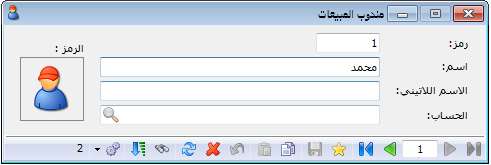 مندوب المبيعات
رمز:
1
الرمز :
اسم:
محمد
الاسم اللاتيني:
الحساب:
1
2